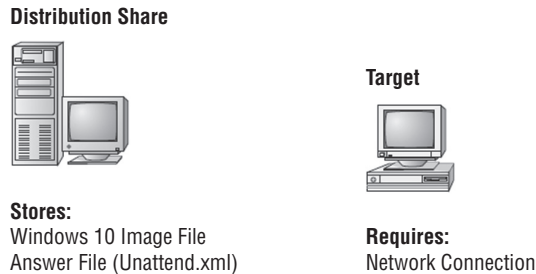 Distribution Share
Target
Stores:
Windows 10 Image File
Answer File (Unattend.xml)
Requires:
Network Connection